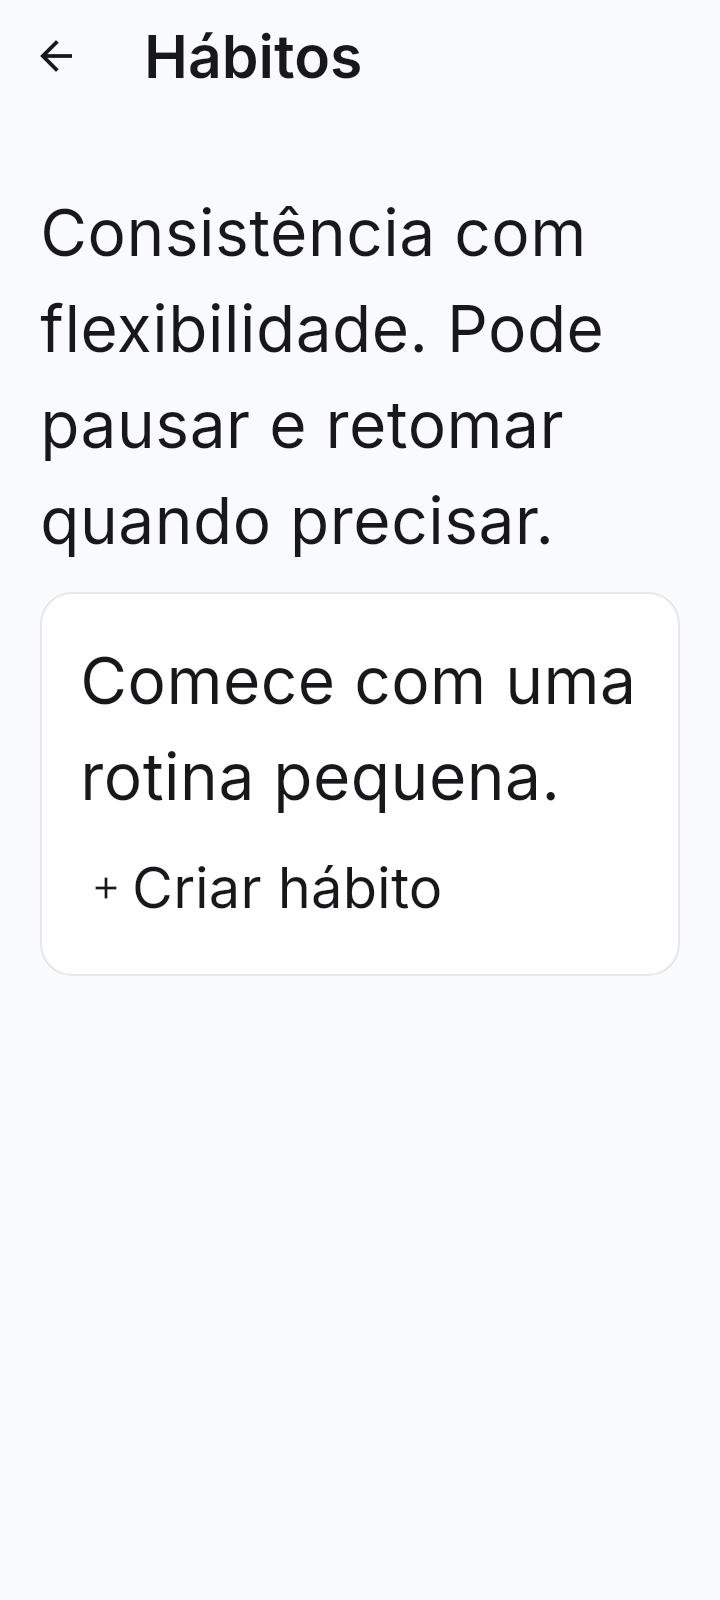 Hábitos
Consistência com
flexibilidade. Pode
pausar e retomar
quando precisar.
Comece com uma
rotina pequena.
+ Criar hábito